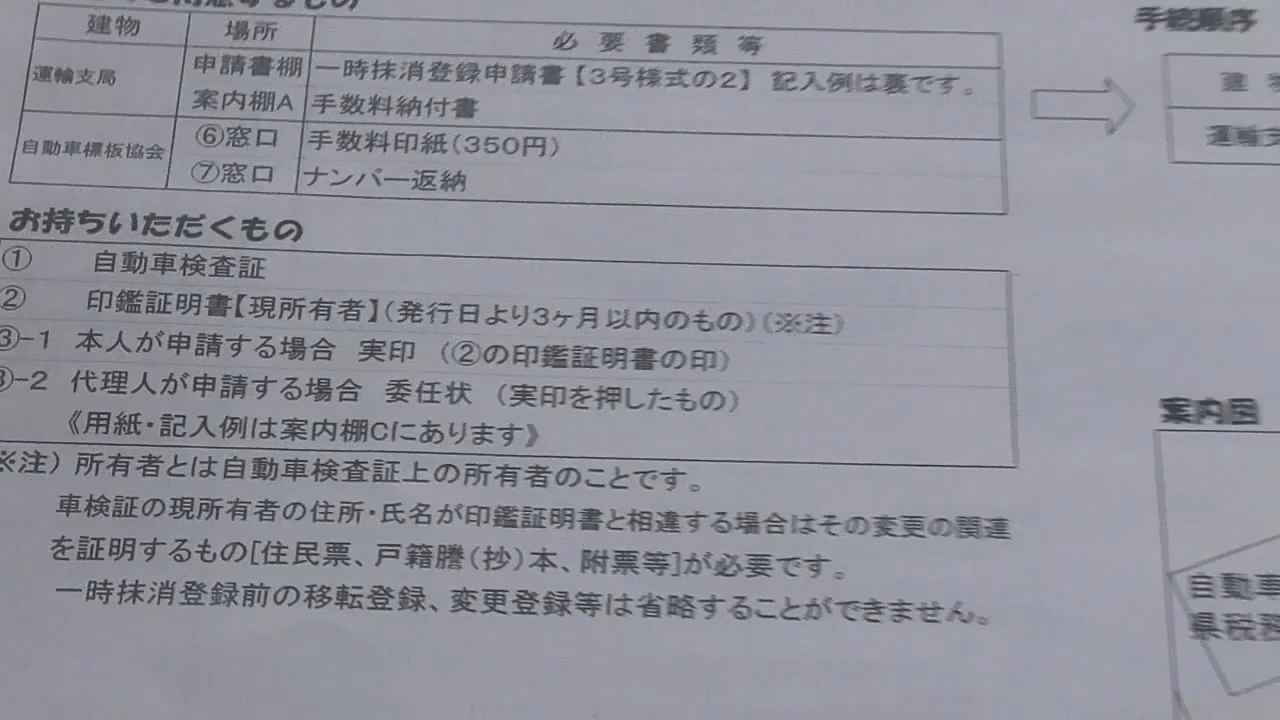 手続順序
建物 場所 必要書類等
運輸支局 申請書棚 一時抹消登録申請書【3号様式の2】 記入例は裏です。
案内棚A 手数料納付書
自動車標板協会 ⑥窓口 手数料印紙(350円)
⑦窓口 ナンバー返納
お持ちいただくもの
① 自動車検査証
② 印鑑証明書【現所有者】(発行日より3ヶ月以内のもの)(※注)
③-1 本人が申請する場合 実印 (②の印鑑証明書の印)
③-2 代理人が申請する場合 委任状 (実印を押したもの)
《用紙・記入例は案内棚Cにあります》
※注) 所有者とは自動車検査証上の所有者のことです。
車検証の現所有者の住所・氏名が印鑑証明書と相違する場合はその変更の関連
を証明するもの[住民票、戸籍謄(抄)本、附票等]が必要です。
一時抹消登録前の移転登録、変更登録等は省略することができません。
運輸支
案内図
自動車
県税務